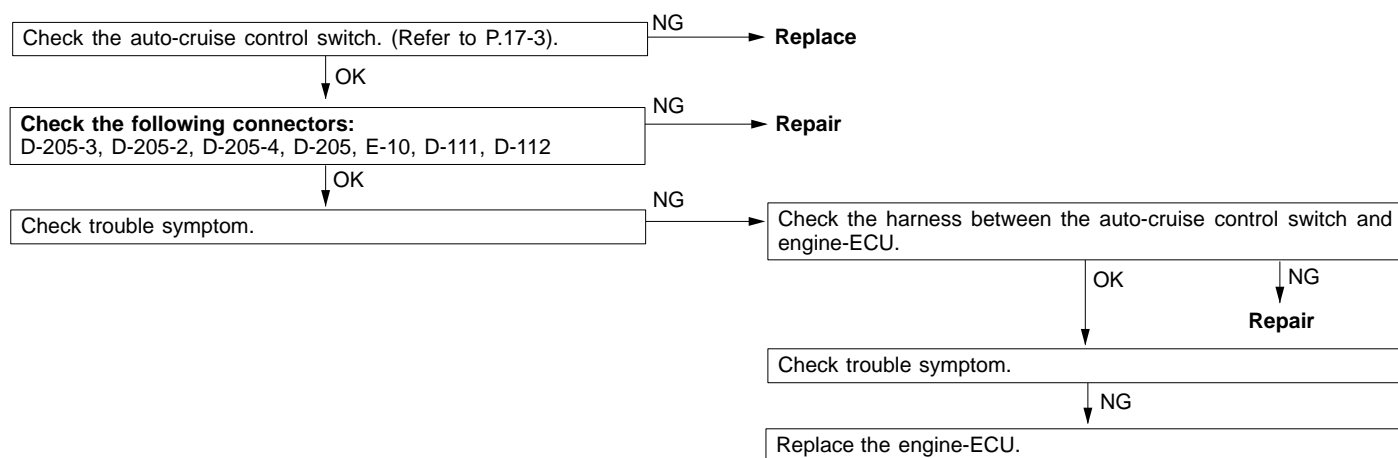 Check the auto-cruise control switch. (Refer to P.17-3).
NG
Replace
OK
Check the following connectors:
D-205-3, D-205-2, D-205-4, D-205, E-10, D-111, D-112
NG
Repair
OK
Check trouble symptom.
NG
Check the harness between the auto-cruise control switch and
engine-ECU.
OK
NG
Repair
Check trouble symptom.
NG
Replace the engine-ECU.